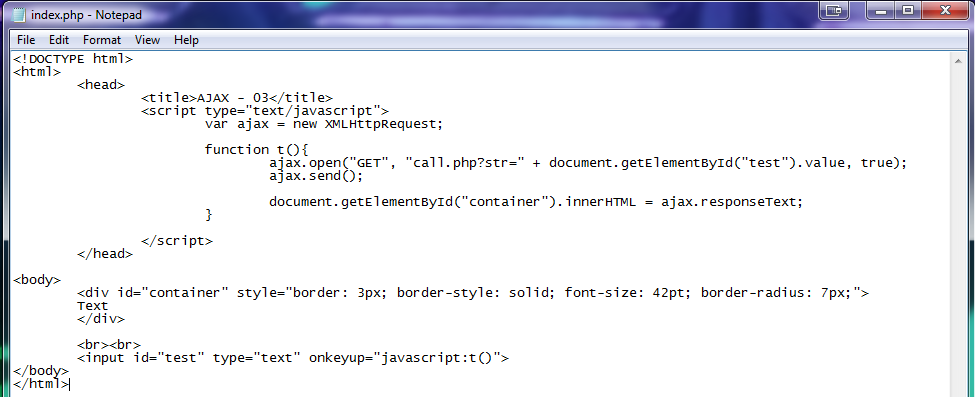 index.php - Notepad
File Edit Format View Help
<!DOCTYPE html>
<html>
<head>
<title>AJAX - 03</title>
<script type="text/javascript">
var ajax = new XMLHttpRequest;
function t(){
ajax.open("GET", "call.php?str=" + document.getElementById("test").value, true);
ajax.send();
document.getElementById("container").innerHTML = ajax.responseText;
}
</script>
</head>
<body>
<div id="container" style="border: 3px; border-style: solid; font-size: 42pt; border-radius: 7px;">
Text
</div>
<br><br>
<input id="test" type="text" onkeyup="javascript:t()">
</body>
</html>